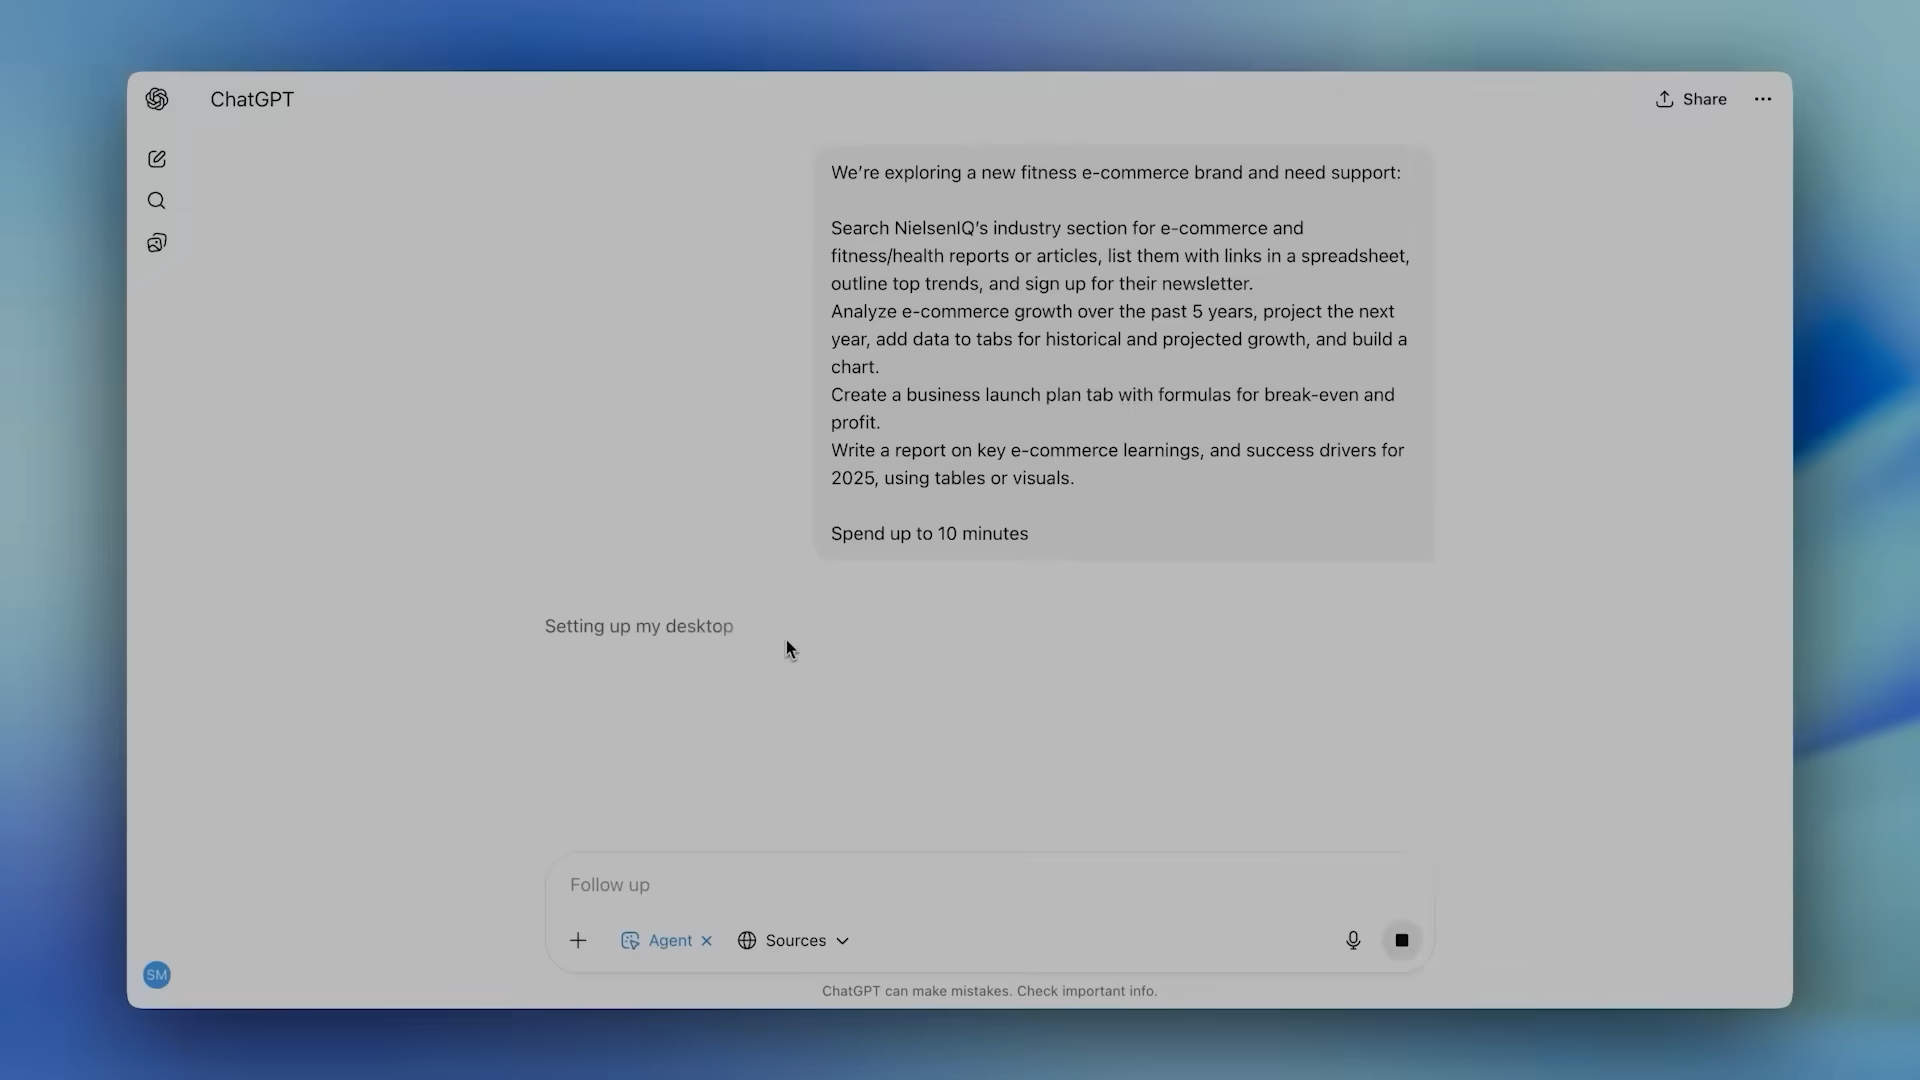 ChatGPT
Share
We’re exploring a new fitness e-commerce brand and need support:
Search NielsenIQ’s industry section for e-commerce and
fitness/health reports or articles, list them with links in a spreadsheet,
outline top trends, and sign up for their newsletter.
Analyze e-commerce growth over the past 5 years, project the next
year, add data to tabs for historical and projected growth, and build a
chart.
Create a business launch plan tab with formulas for break-even and
profit.
Write a report on key e-commerce learnings, and success drivers for
2025, using tables or visuals.
Spend up to 10 minutes
Setting up my desktop
Follow up
Agent
Sources
SM
ChatGPT can make mistakes. Check important info.